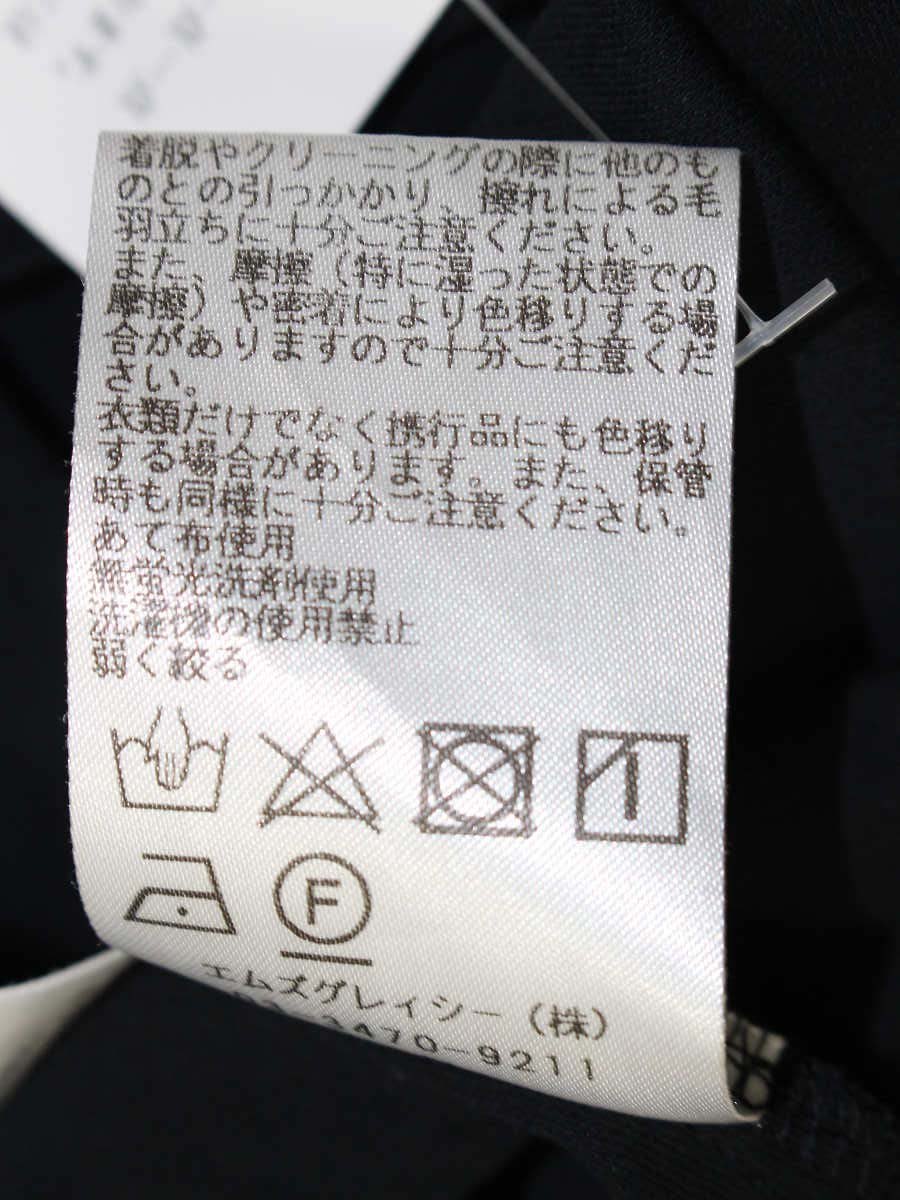 着脱やクリーニングの際に他のも
のとの引っかかり、擦れによる毛
羽立ちに十分ご注意ください。
また、摩擦(特に湿った状態での
摩擦)や密着により色移りする場
合がありますので十分ご注意くだ
さい。
衣類だけでなく携行品にも色移り
する場合があります。また、保管
時も同様に十分ご注意ください。
あて布使用
無蛍光洗剤使用
洗濯機の使用禁止
弱く絞る
F
エムズグレイシー(株)
03-3470-9211